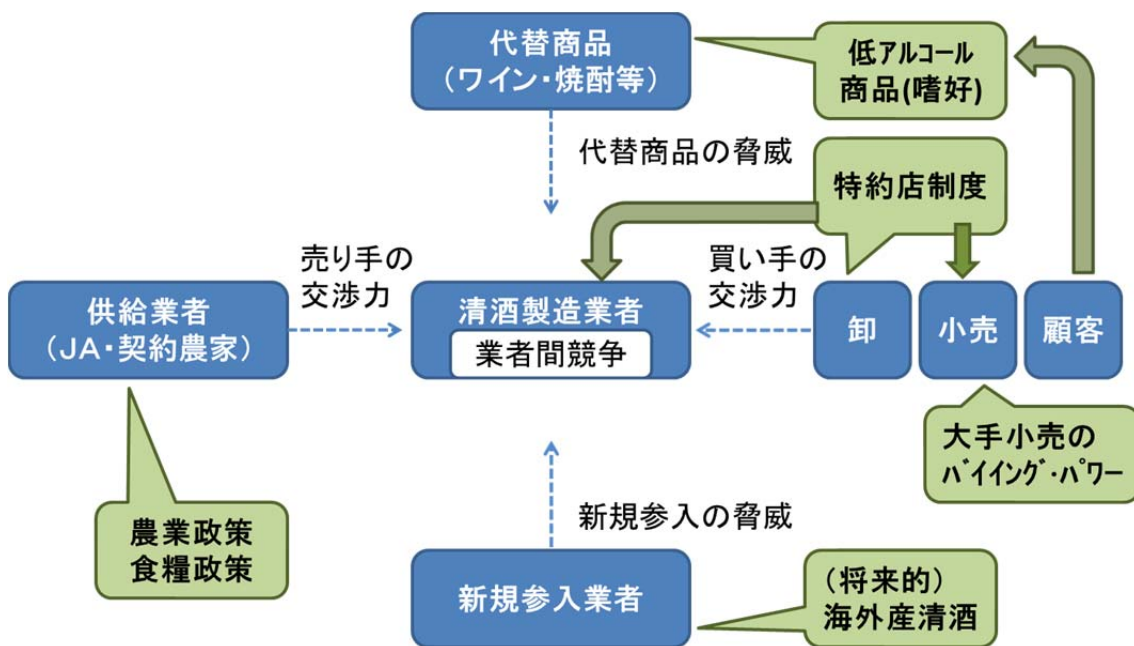 代替商品
（ワイン・焼酎等）
低アルコール
商品(嗜好)
代替商品の脅威
特約店制度
売り手の
交渉力
買い手の
交渉力
供給業者
（ＪＡ・契約農家）
清酒製造業者
業者間競争
卸
小売
顧客
大手小売の
ﾊﾞｲｲﾝｸﾞ・ﾊﾟﾜｰ
農業政策
食糧政策
新規参入の脅威
新規参入業者
（将来的）
海外産清酒